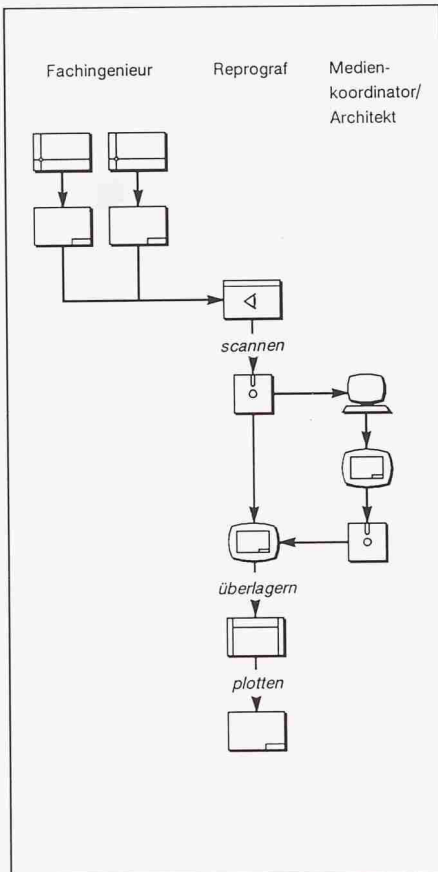 Fachingenieur
Reprograf
Medien-
koordinator/
Architekt
scannen
überlagern
plotten